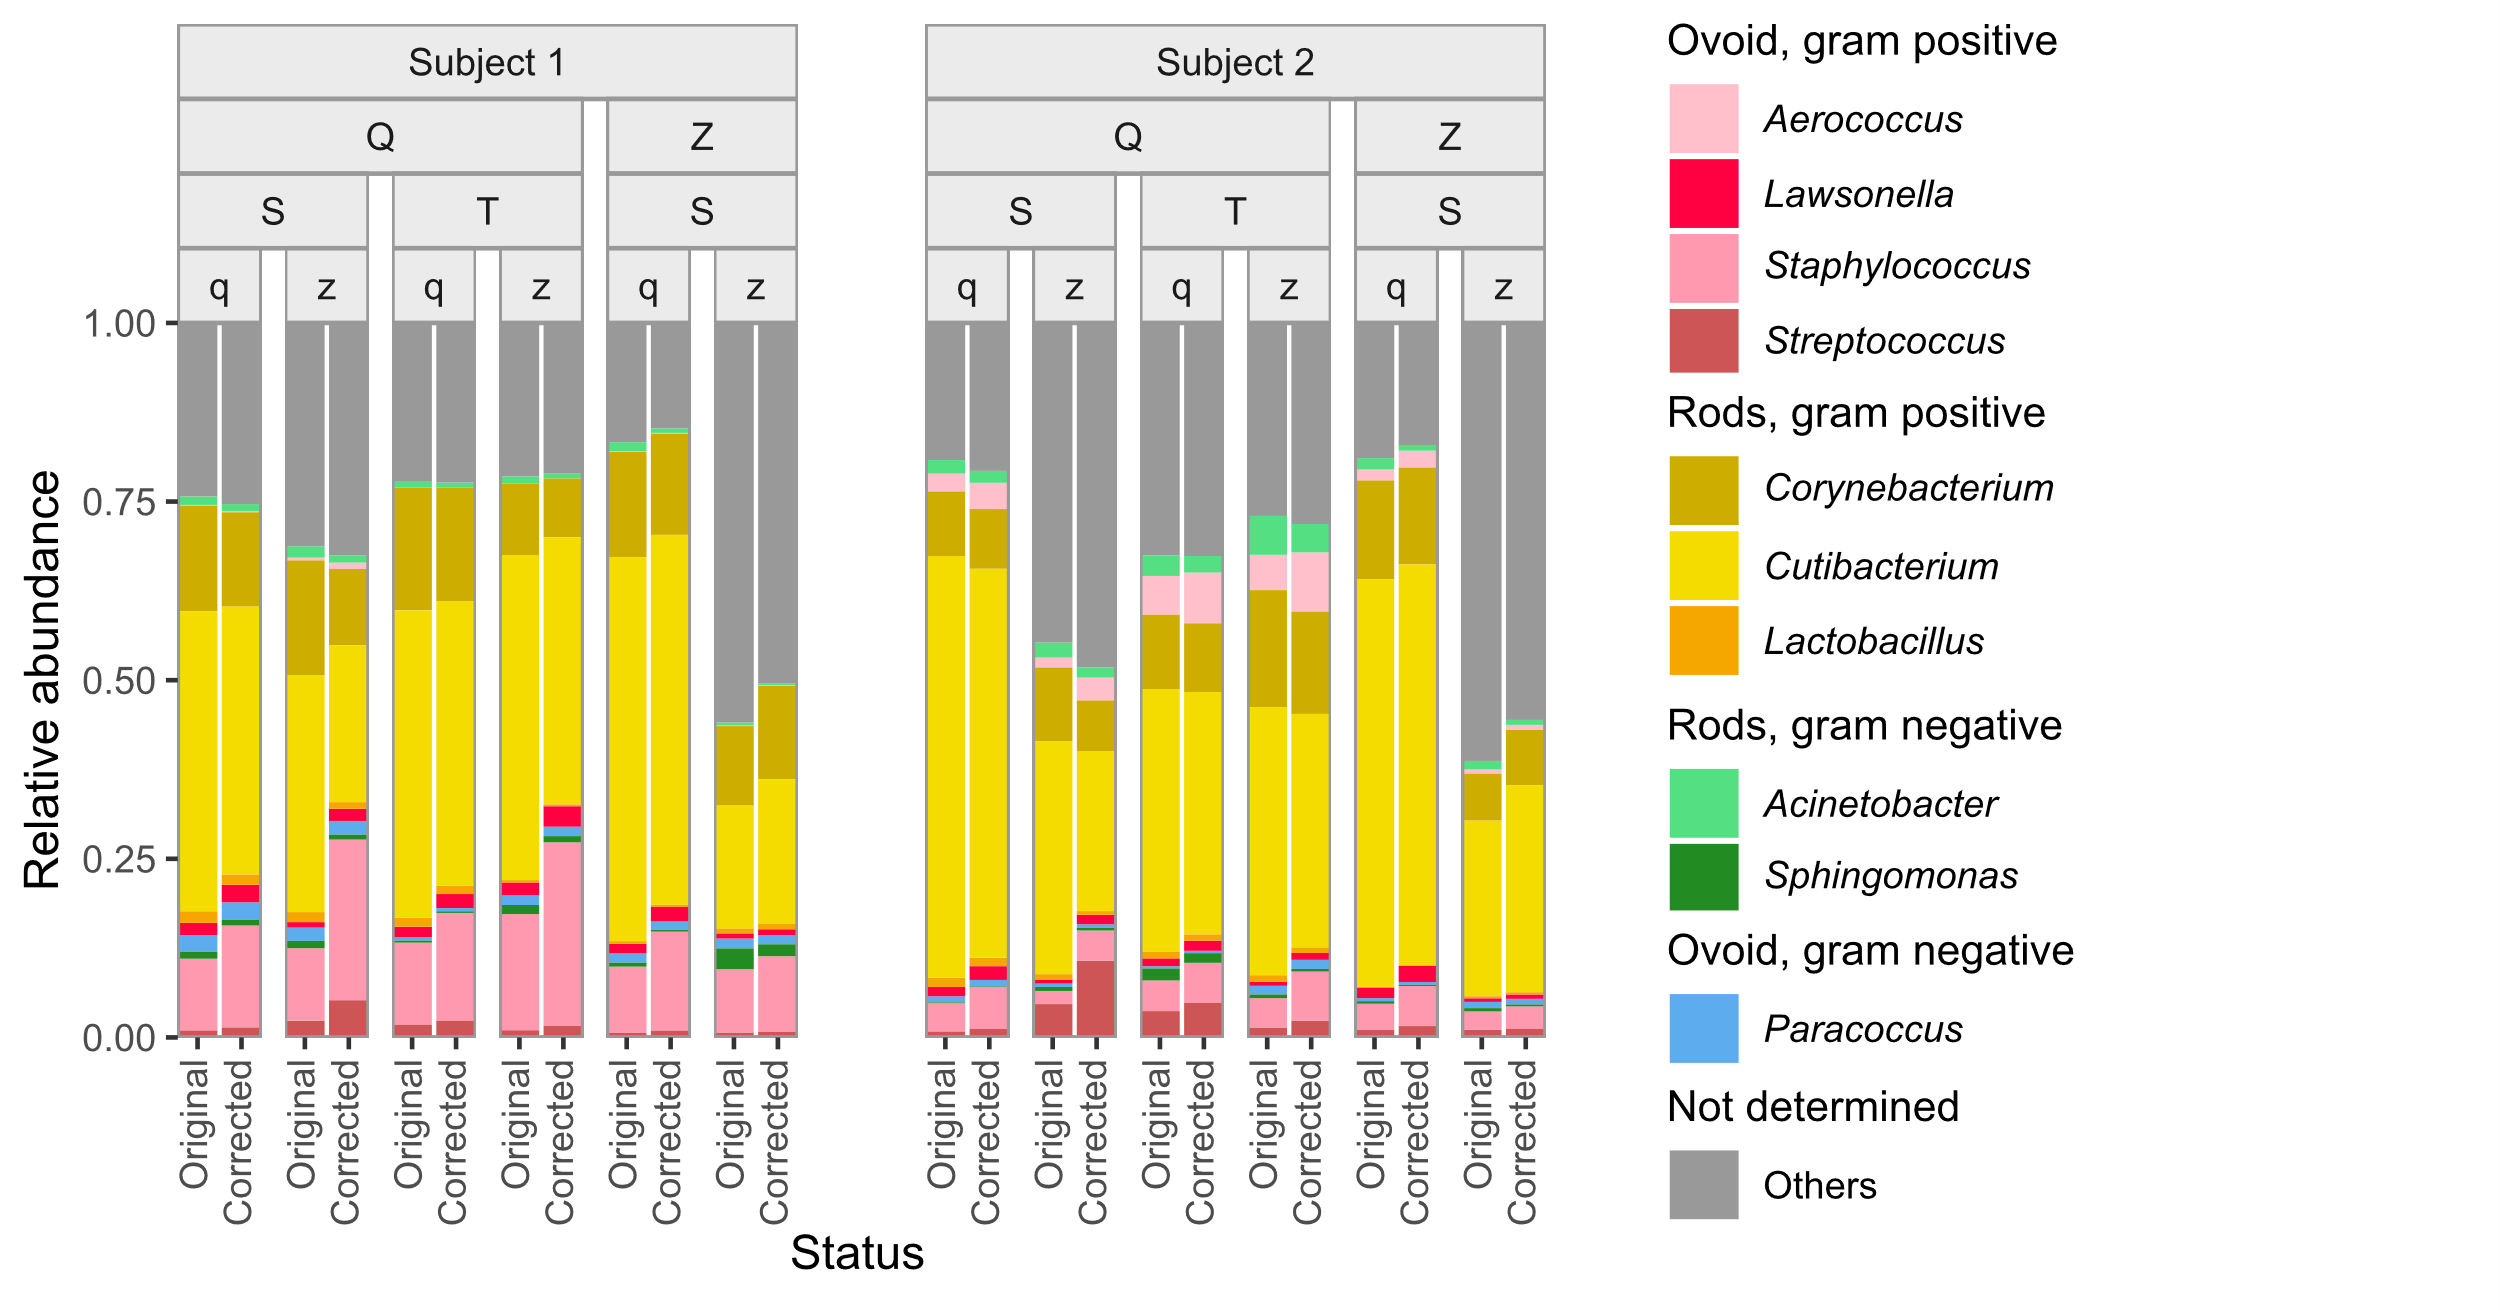 Subject 1
Subject 2
Q
Z
Q
Z
S
T
S
S
T
S
q
z
q
z
q
z
q
z
q
z
q
z
1.00
0.75
0.50
0.25
0.00
Relative abundance
Original
Corrected
Original
Corrected
Original
Corrected
Original
Corrected
Original
Corrected
Original
Corrected
Original
Corrected
Original
Corrected
Original
Corrected
Original
Corrected
Original
Corrected
Original
Corrected
Status
Ovoid, gram positive
Aerococcus
Lawsonella
Staphylococcus
Streptococcus
Rods, gram positive
Corynebacterium
Cutibacterium
Lactobacillus
Rods, gram negative
Acinetobacter
Sphingomonas
Ovoid, gram negative
Paracoccus
Not determined
Others